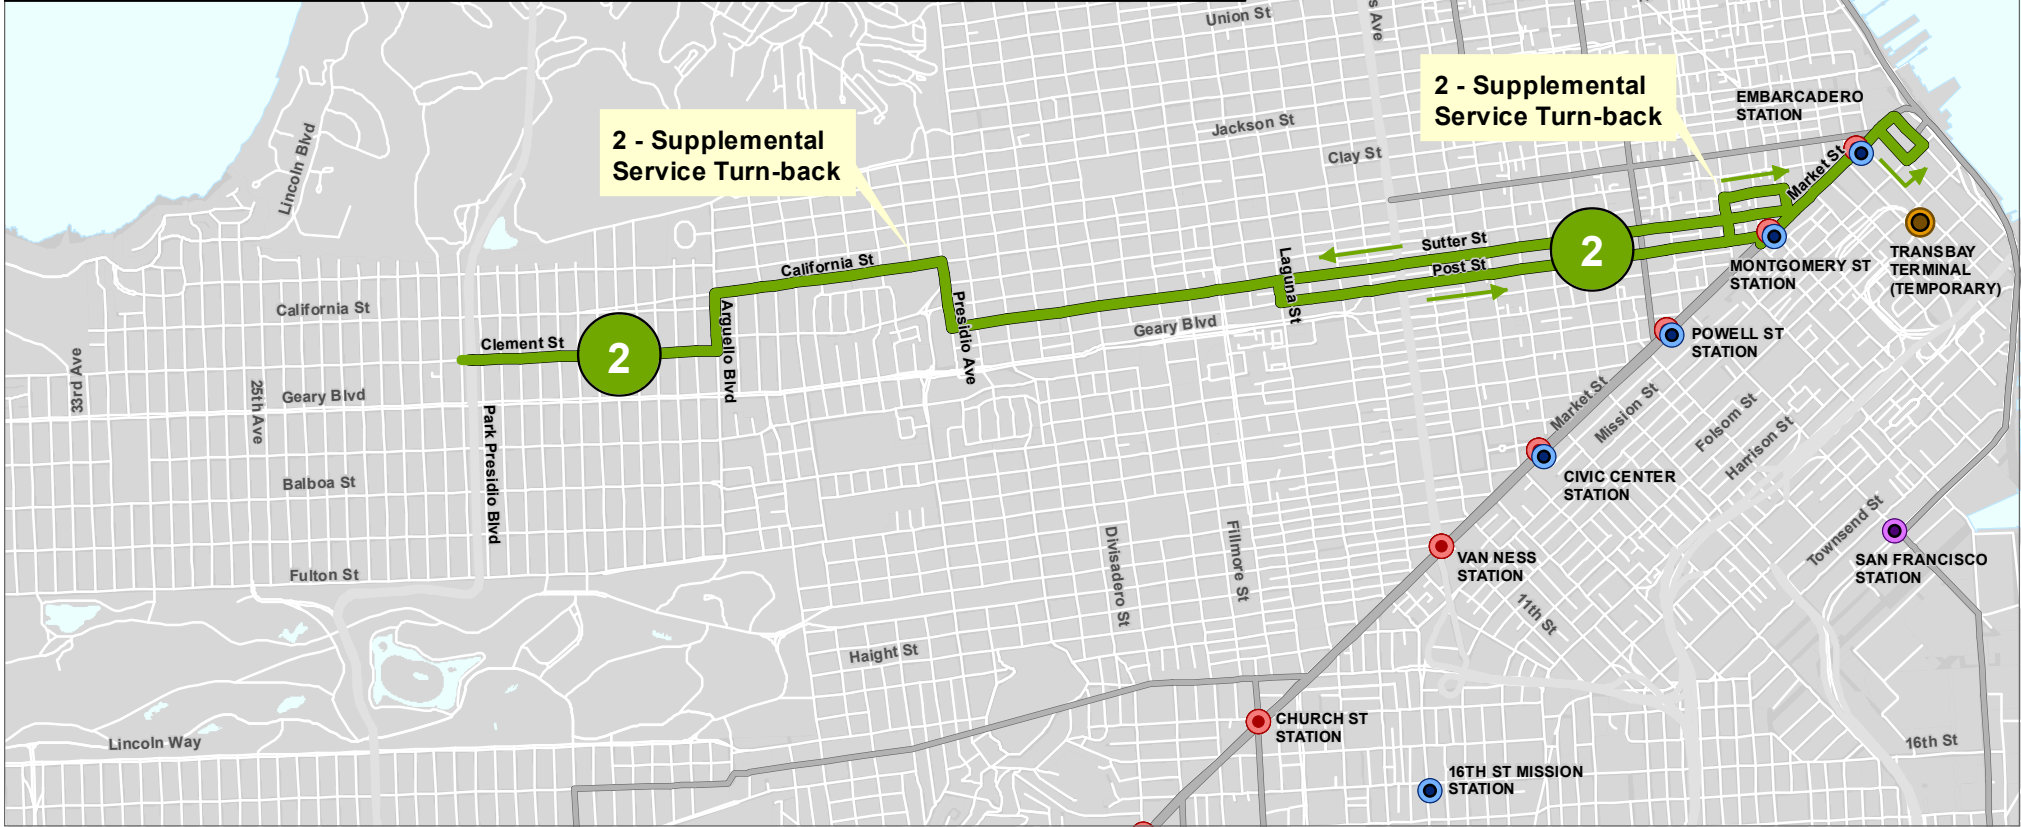 Union St
s Ave
2 - Supplemental
Service Turn-back
EMBARCADERO
STATION
2 - Supplemental
Service Turn-back
Jackson St
Clay St
Lincoln Blvd
Market St
Sutter St
2
Post St
Laguna St
TRANSBAY
TERMINAL
(TEMPORARY)
MONTGOMERY ST
STATION
California St
California St
Presidio Ave
Arguello Blvd
Geary Blvd
POWELL ST
STATION
Clement St
2
33rd Ave
25th Ave
Geary Blvd
Park Presidio Blvd
Market St
Mission St
Folsom St
Harrison St
CIVIC CENTER
STATION
Balboa St
Townsend St
Divisadero St
Fillmore St
VAN NESS
STATION
SAN FRANCISCO
STATION
Fulton St
11th St
Haight St
CHURCH ST
STATION
Lincoln Way
16th St
16TH ST MISSION
STATION